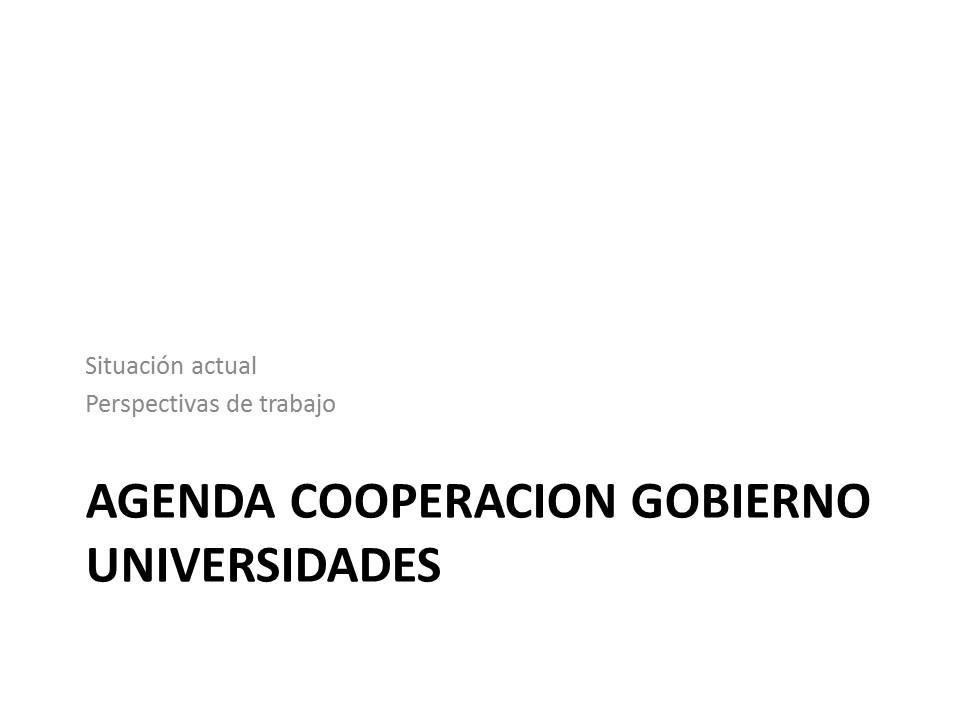 Situación actual
Perspectivas de trabajo
AGENDA COOPERACION GOBIERNO
UNIVERSIDADES